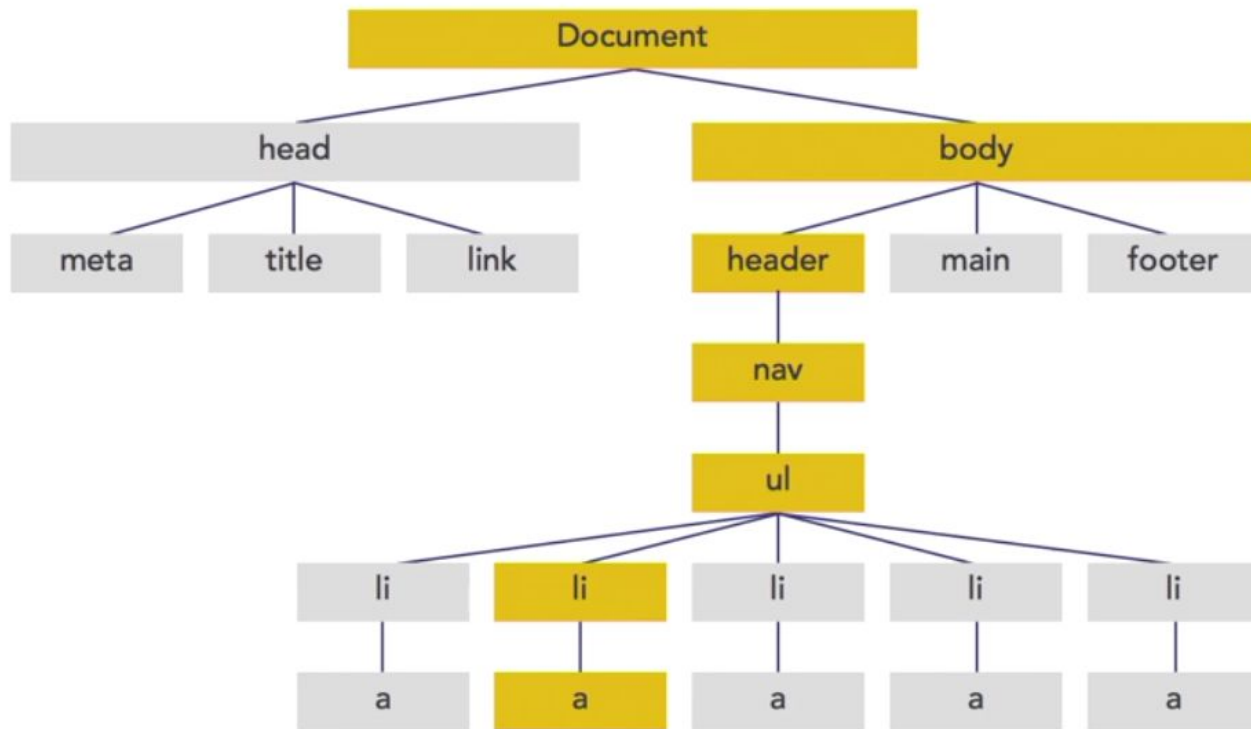 Document
head body
meta title link header main footer
nav
ul
li li li li li
a a a a a